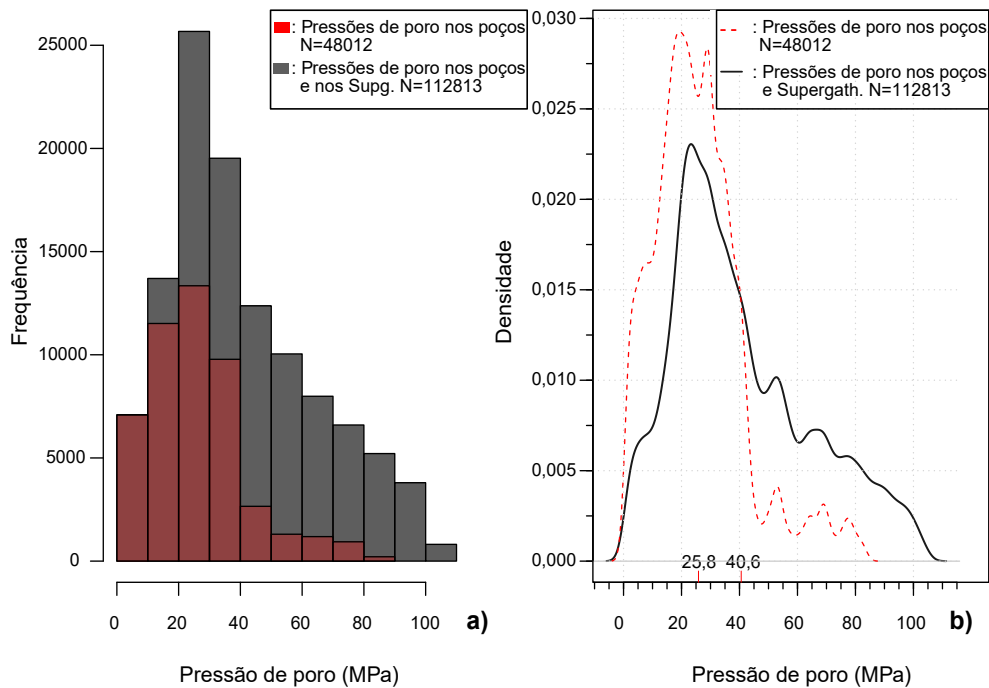 : Pressões de poro nos poços
N=48012
: Pressões de poro nos poços
e nos Supg. N=112813
25000
20000
15000
10000
5000
0
Frequência
0 20 40 60 80 100
a)
Pressão de poro (MPa)
: Pressões de poro nos poços
N=48012
: Pressões de poro nos poços
e Supergath. N=112813
0,030
0,025
0,020
0,015
0,010
0,005
0,000
Densidade
25,8 40,6
0 20 40 60 80 100
b)
Pressão de poro (MPa)